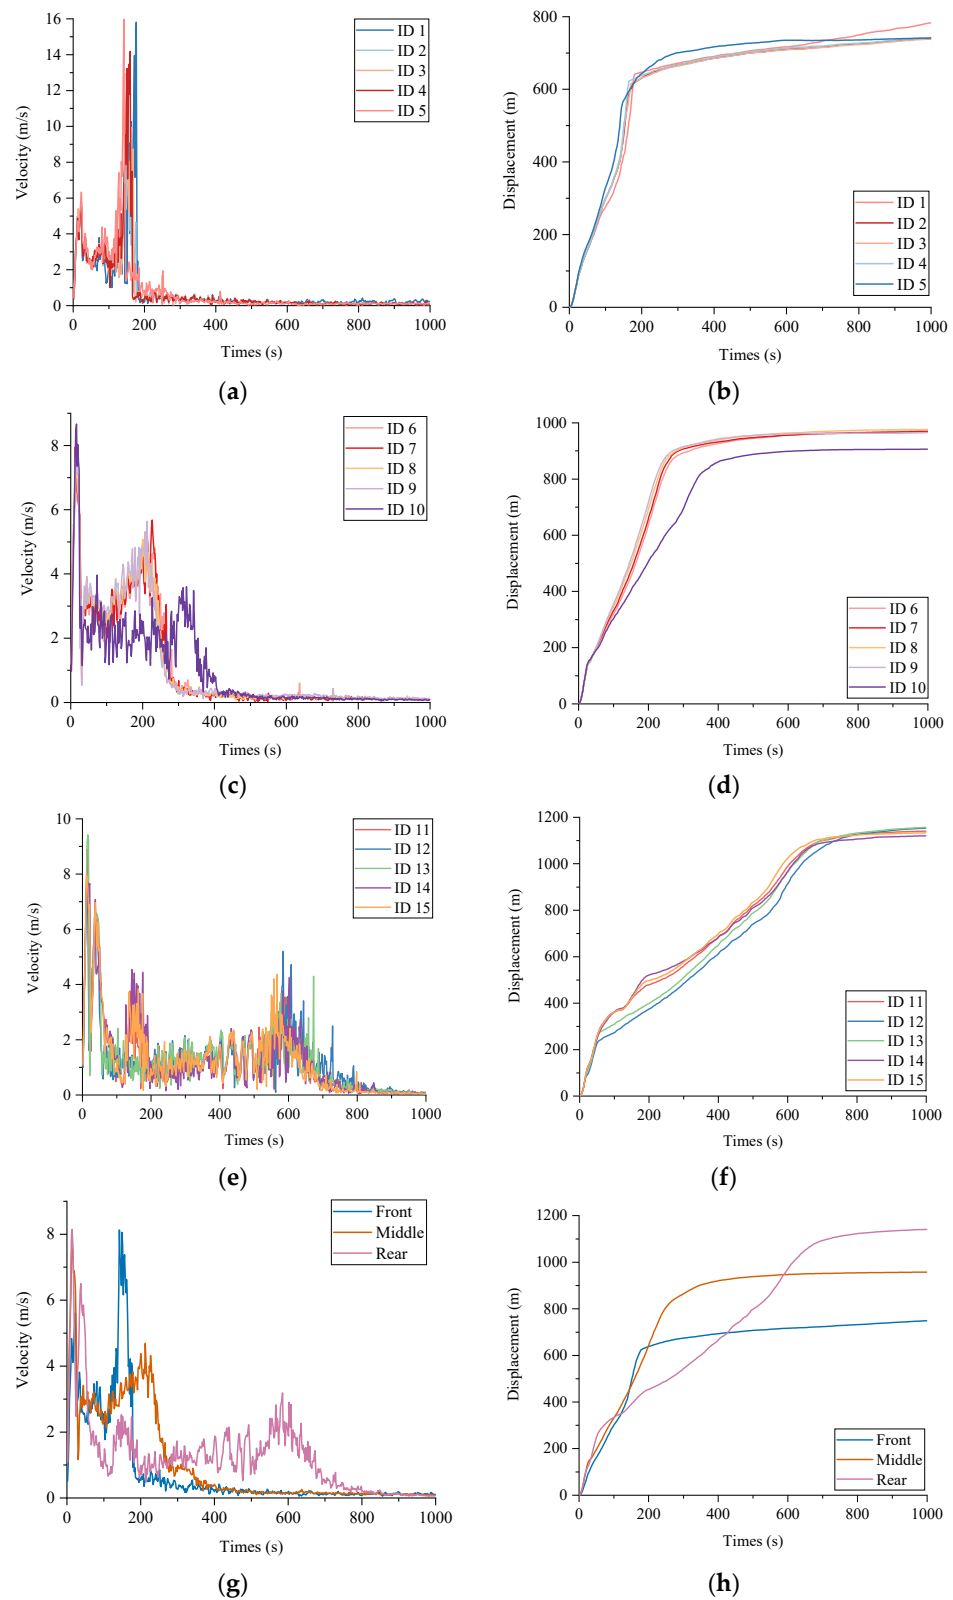 16
14
12
10
8
6
4
2
0
Velocity (m/s)
ID 1
ID 2
ID 3
ID 4
ID 5
0 200 400 600 800 1000
Times (s)
(a)
800
600
400
200
0
Displacement (m)
ID 1
ID 2
ID 3
ID 4
ID 5
0 200 400 600 800 1000
Times (s)
(b)
8
6
4
2
0
Velocity (m/s)
ID 6
ID 7
ID 8
ID 9
ID 10
0 200 400 600 800 1000
Times (s)
(c)
1000
800
600
400
200
0
Displacement (m)
ID 6
ID 7
ID 8
ID 9
ID 10
0 200 400 600 800 1000
Times (s)
(d)
10
8
6
4
2
0
Velocity (m/s)
ID 11
ID 12
ID 13
ID 14
ID 15
0 200 400 600 800 1000
Times (s)
(e)
1200
1000
800
600
400
200
0
Displacement (m)
ID 11
ID 12
ID 13
ID 14
ID 15
0 200 400 600 800 1000
Times (s)
(f)
8
6
4
2
0
Velocity (m/s)
Front
Middle
Rear
0 200 400 600 800 1000
Times (s)
(g)
1200
1000
800
600
400
200
0
Displacement (m)
Front
Middle
Rear
0 200 400 600 800 1000
Times (s)
(h)